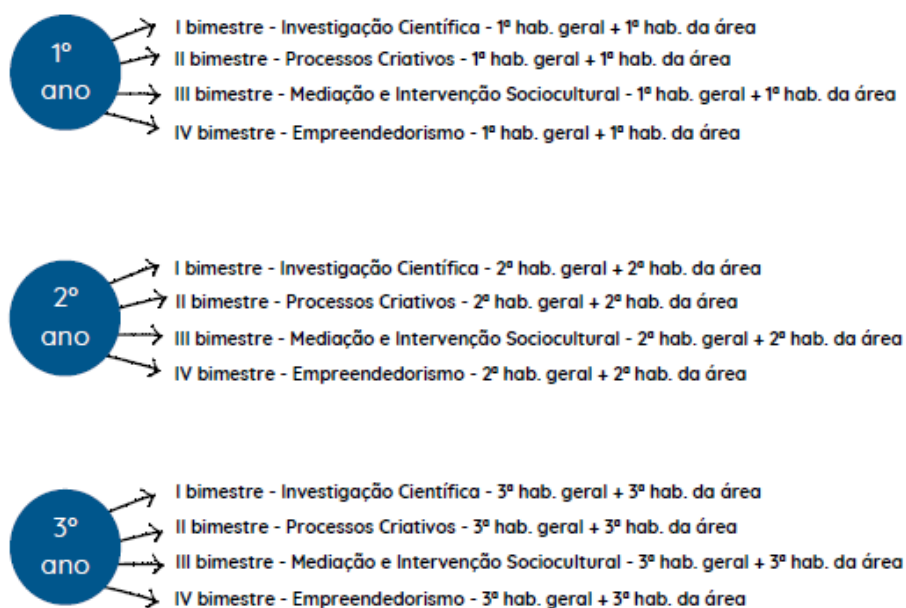 1º
ano
I bimestre - Investigação Científica - 1ª hab. geral + 1ª hab. da área
II bimestre - Processos Criativos - 1ª hab. geral + 1ª hab. da área
III bimestre - Mediação e Intervenção Sociocultural - 1ª hab. geral + 1ª hab. da área
IV bimestre - Empreendedorismo - 1ª hab. geral + 1ª hab. da área
2º
ano
I bimestre - Investigação Científica - 2ª hab. geral + 2ª hab. da área
II bimestre - Processos Criativos - 2ª hab. geral + 2ª hab. da área
III bimestre - Mediação e Intervenção Sociocultural - 2ª hab. geral + 2ª hab. da área
IV bimestre - Empreendedorismo - 2ª hab. geral + 2ª hab. da área
3º
ano
I bimestre - Investigação Científica - 3ª hab. geral + 3ª hab. da área
II bimestre - Processos Criativos - 3ª hab. geral + 3ª hab. da área
III bimestre - Mediação e Intervenção Sociocultural - 3ª hab. geral + 3ª hab. da área
IV bimestre - Empreendedorismo - 3ª hab. geral + 3ª hab. da área